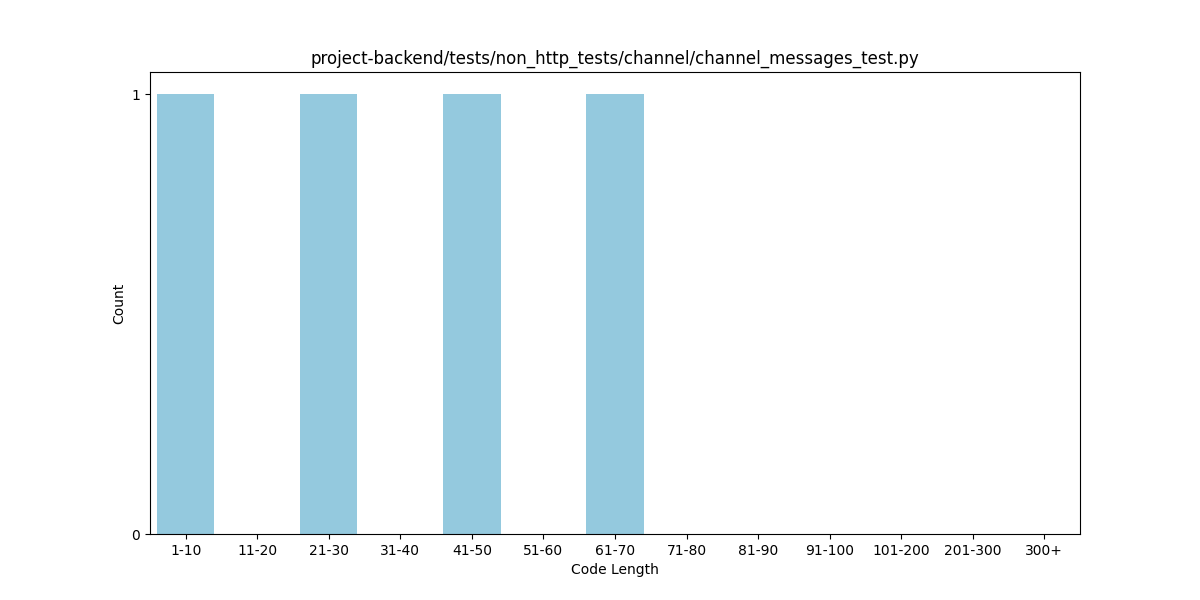 project-backend/tests/non_http_tests/channel/channel_messages_test.py
1
Count
0
1-10 11-20 21-30 31-40 41-50 51-60 61-70 71-80 81-90 91-100 101-200 201-300 300+
Code Length